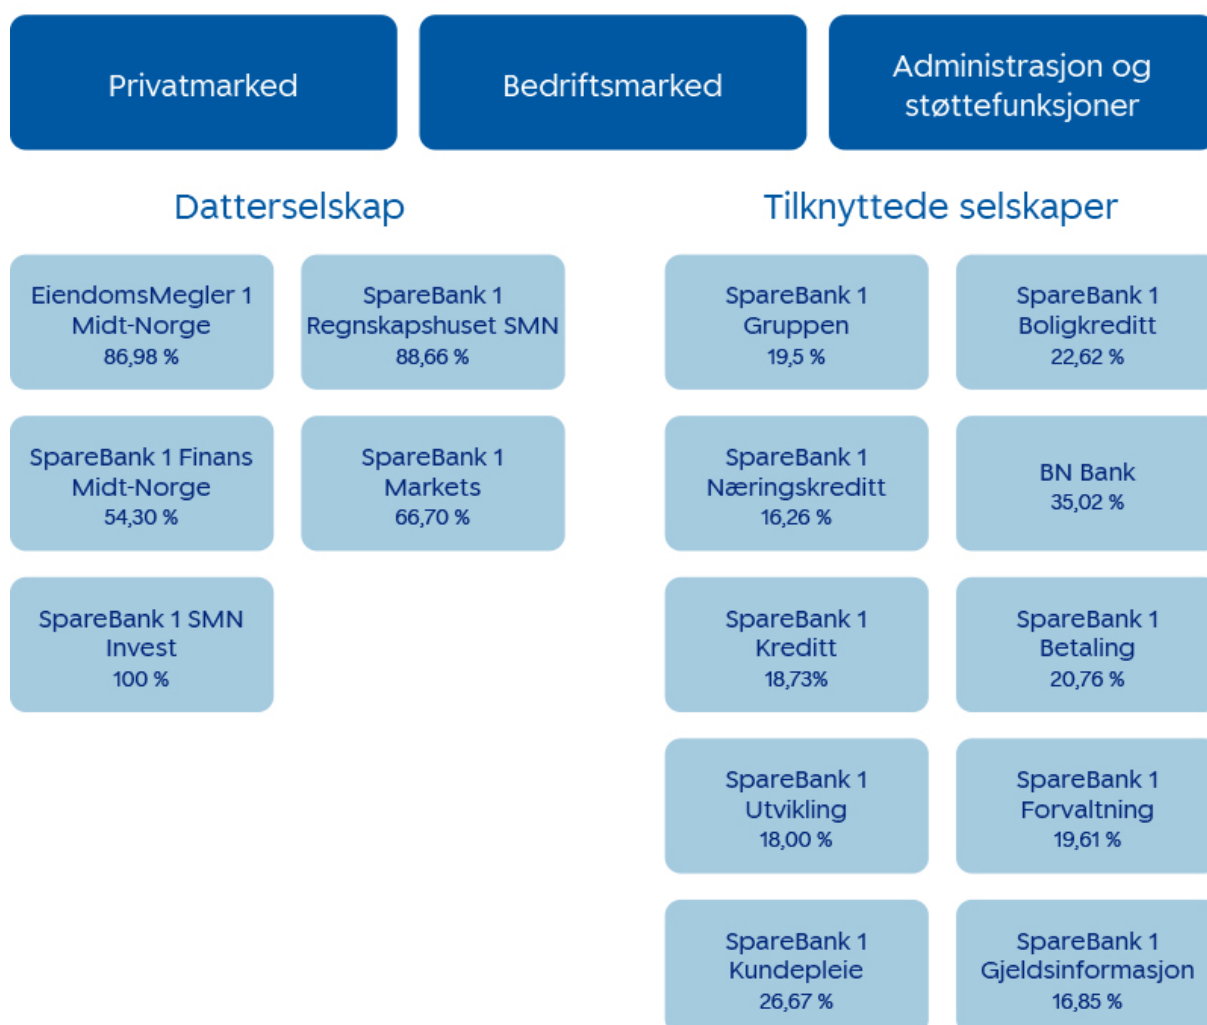 Privatmarked
Bedriftsmarked
Administrasjon og
støttefunksjoner
Datterselskap
EiendomsMegler 1
Midt-Norge
86,98 %
SpareBank 1
Regnskapshuset SMN
88,66 %
SpareBank 1 Finans
Midt-Norge
54,30 %
SpareBank 1
Markets
66,70 %
SpareBank 1 SMN
Invest
100 %
Tilknyttede selskaper
SpareBank 1
Gruppen
19,5 %
SpareBank 1
Boligkreditt
22,62 %
SpareBank 1
Næringskreditt
16,26 %
BN Bank
35,02 %
SpareBank 1
Kreditt
18,73%
SpareBank 1
Betaling
20,76 %
SpareBank 1
Utvikling
18,00 %
SpareBank 1
Forvaltning
19,61 %
SpareBank 1
Kundepleie
26,67 %
SpareBank 1
Gjeldsinformasjon
16,85 %